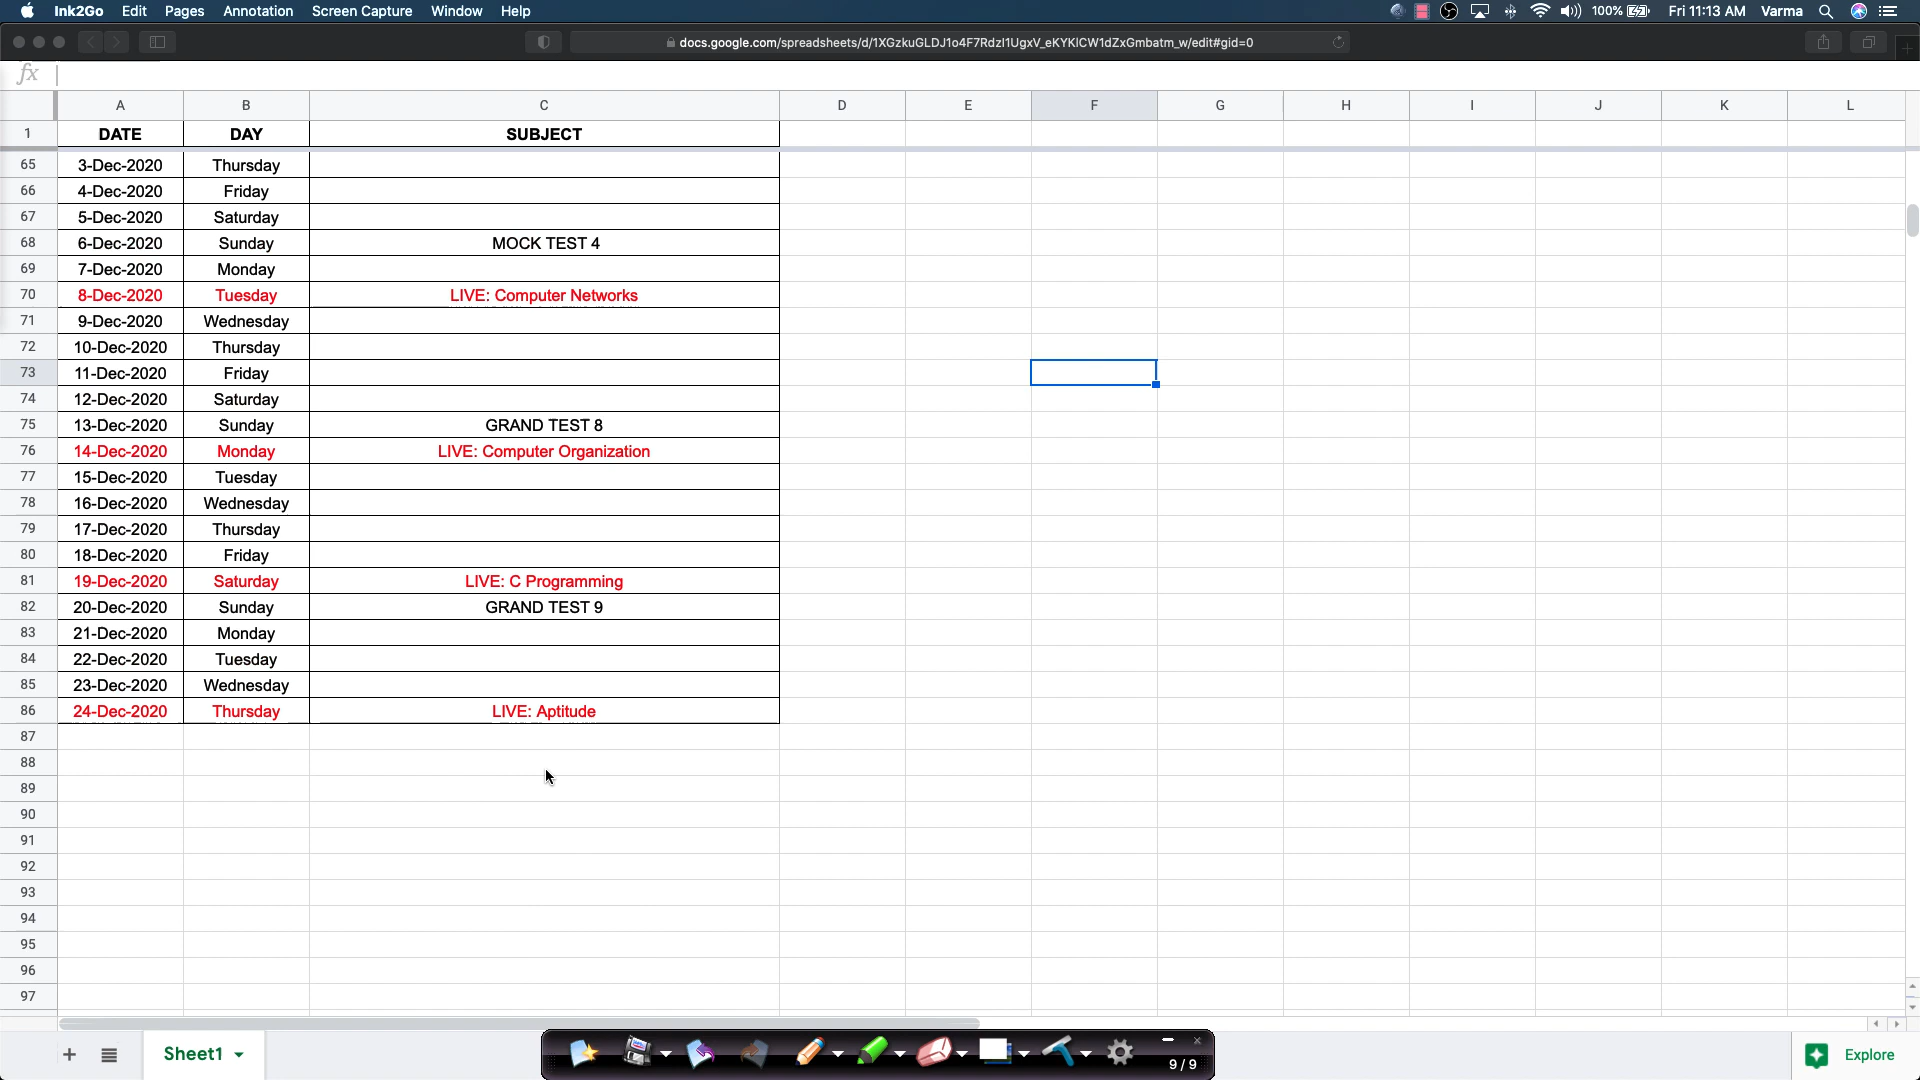 Ink2Go Edit Pages Annotation Screen Capture Window Help 100% Fri 11:13 AM Varma
docs.google.com/spreadsheets/d/1XGzkuGLDJ1o4F7RdzI1UgxV_eKYKlCW1dZxGmbatm_w/edit#gid=0
fx
A B C D E F G H I J K L
1 DATE DAY SUBJECT
65 3-Dec-2020 Thursday
66 4-Dec-2020 Friday
67 5-Dec-2020 Saturday
68 6-Dec-2020 Sunday MOCK TEST 4
69 7-Dec-2020 Monday
70 8-Dec-2020 Tuesday LIVE: Computer Networks
71 9-Dec-2020 Wednesday
72 10-Dec-2020 Thursday
73 11-Dec-2020 Friday
74 12-Dec-2020 Saturday
75 13-Dec-2020 Sunday GRAND TEST 8
76 14-Dec-2020 Monday LIVE: Computer Organization
77 15-Dec-2020 Tuesday
78 16-Dec-2020 Wednesday
79 17-Dec-2020 Thursday
80 18-Dec-2020 Friday
81 19-Dec-2020 Saturday LIVE: C Programming
82 20-Dec-2020 Sunday GRAND TEST 9
83 21-Dec-2020 Monday
84 22-Dec-2020 Tuesday
85 23-Dec-2020 Wednesday
86 24-Dec-2020 Thursday LIVE: Aptitude
87
88
89
90
91
92
93
94
95
96
97
Sheet1 9/9 Explore